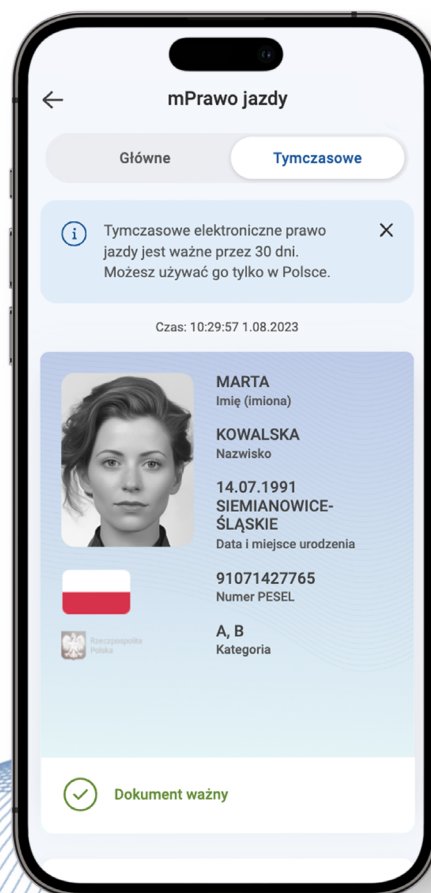 mPrawo jazdy
Główne
Tymczasowe
Tymczasowe elektroniczne prawo
jazdy jest ważne przez 30 dni.
Możesz używać go tylko w Polsce.
Czas: 10:29:57 1.08.2023
MARTA
Imię (imiona)
KOWALSKA
Nazwisko
14.07.1991
SIEMIANOWICE-
ŚLĄSKIE
Data i miejsce urodzenia
91071427765
Numer PESEL
Rzeczpospolita
Polska
A, B
Kategoria
Dokument ważny